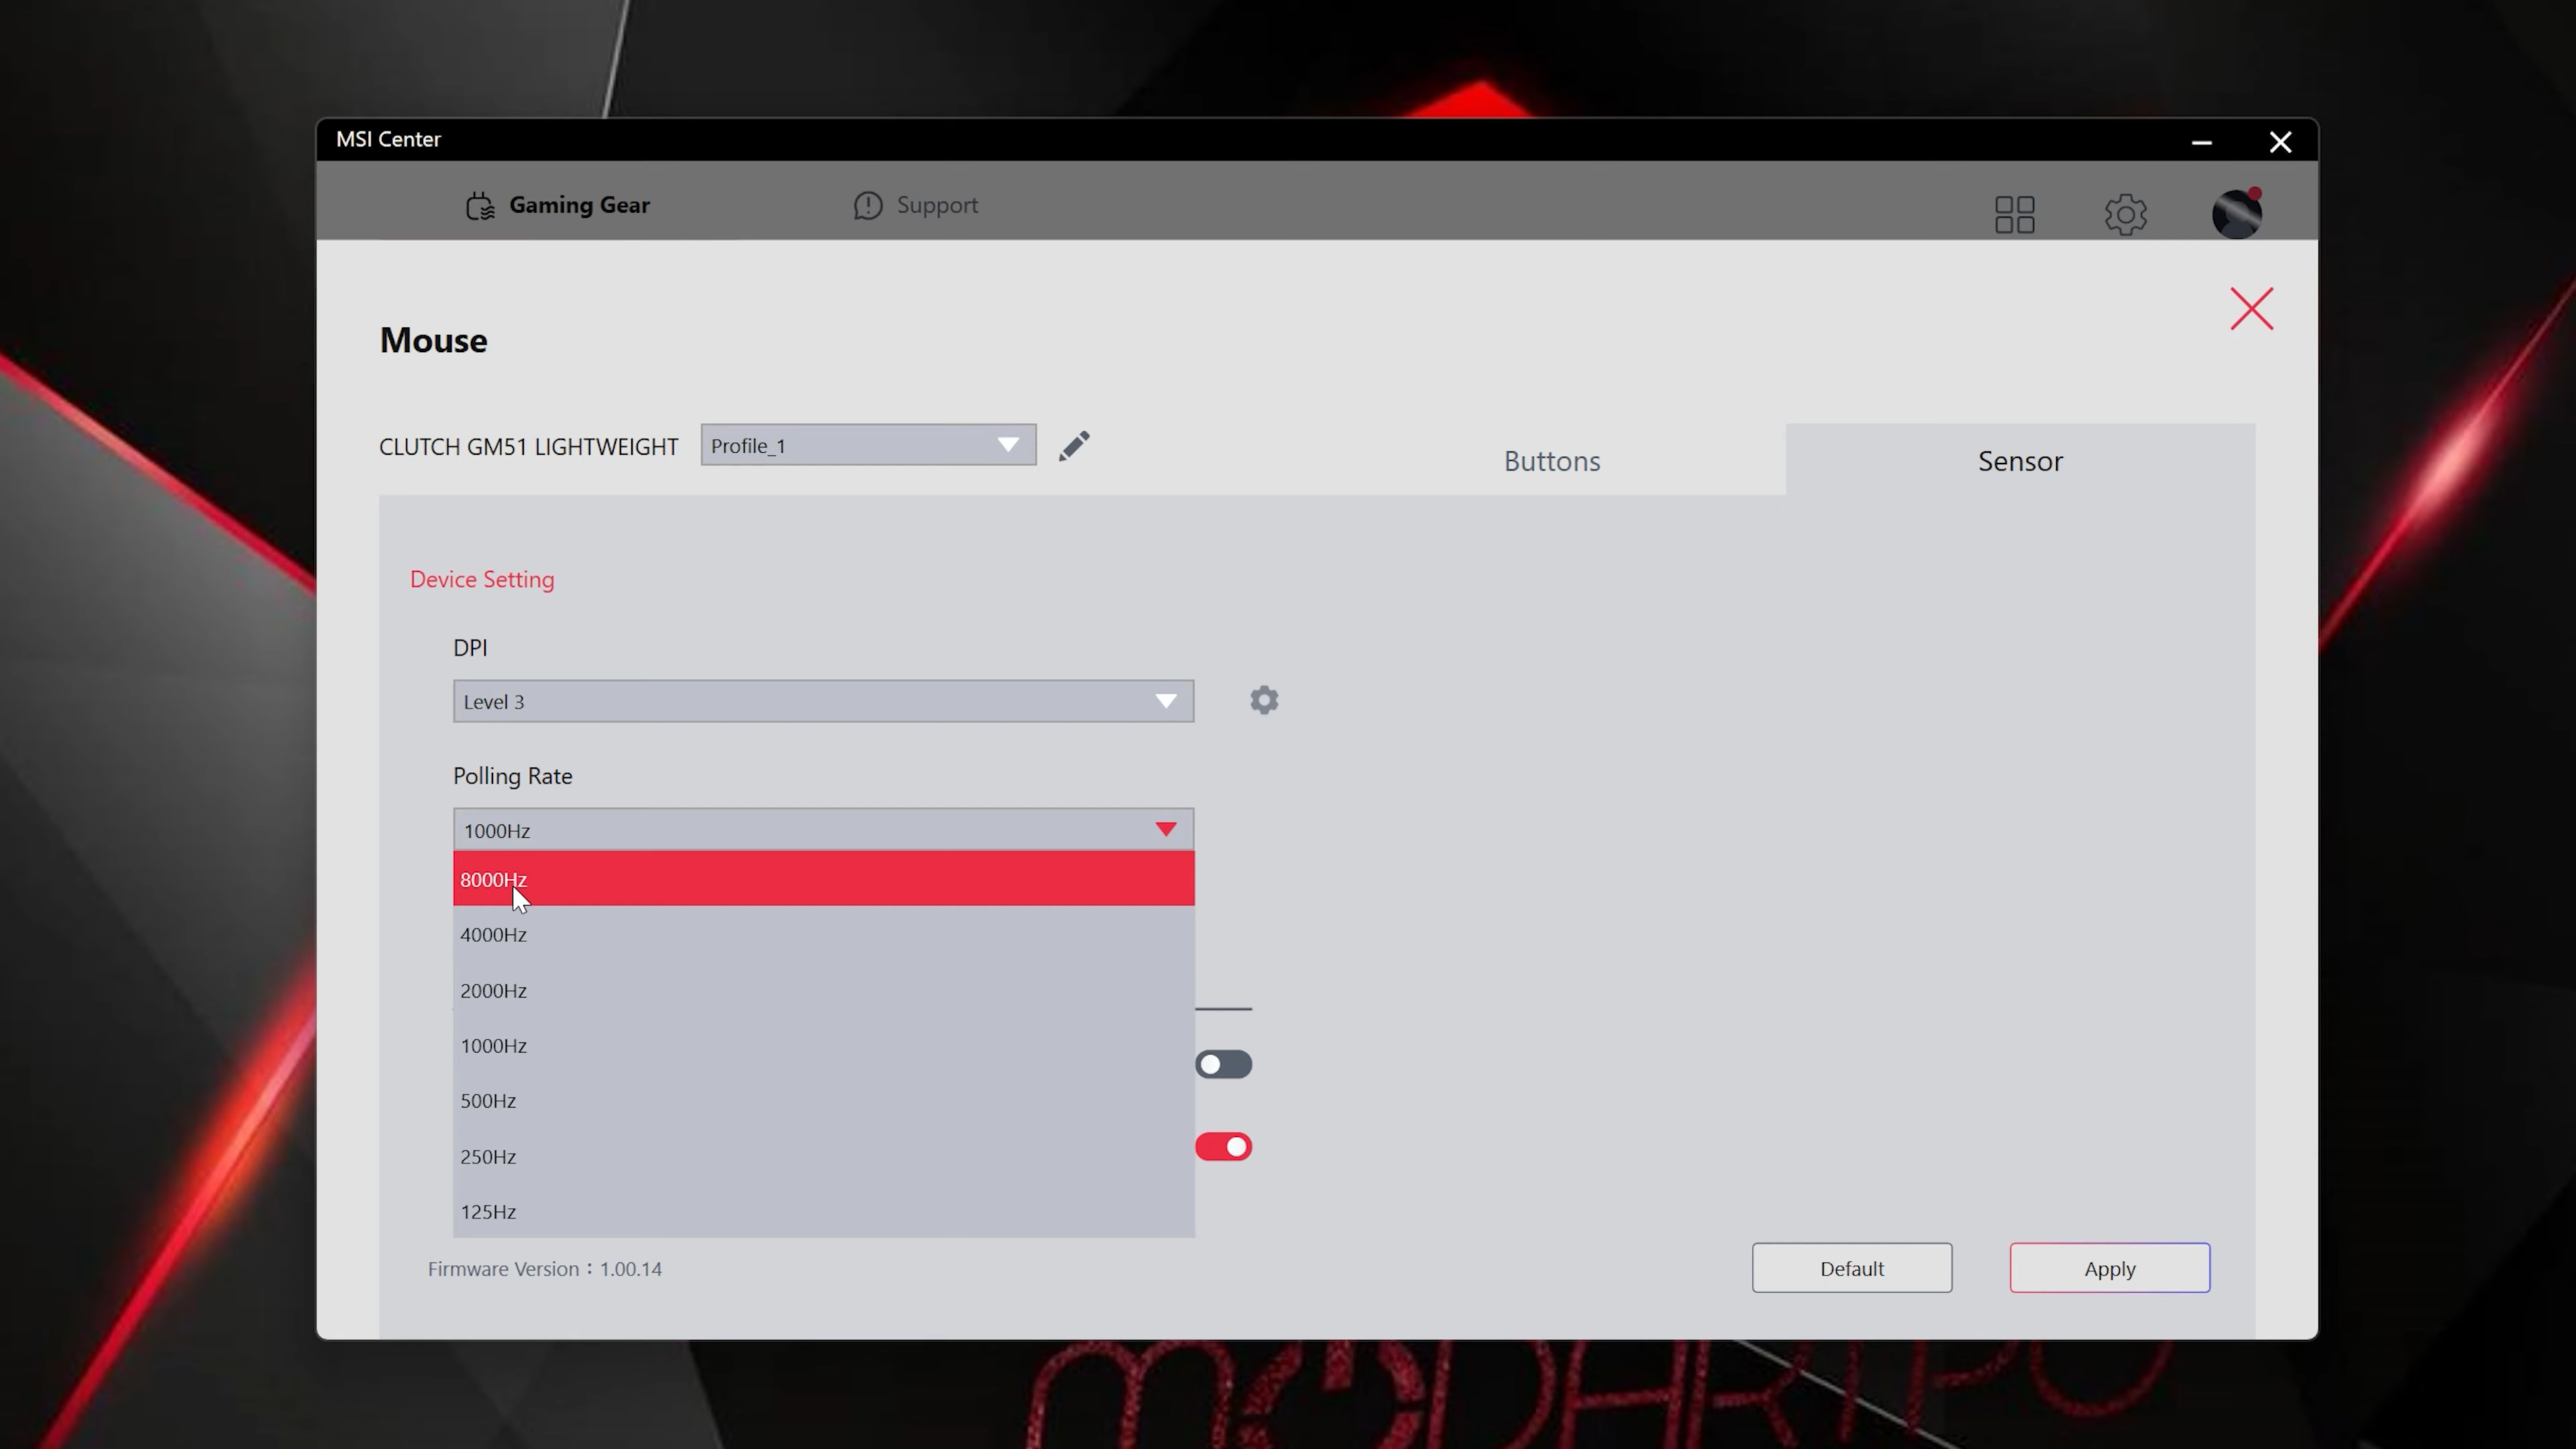 MSI Center
Gaming Gear
Support
Mouse
CLUTCH GM51 LIGHTWEIGHT
Profile_1
Buttons
Sensor
Device Setting
DPI
Level 3
Polling Rate
1000Hz
8000Hz
4000Hz
2000Hz
1000Hz
500Hz
250Hz
125Hz
Firmware Version : 1.00.14
Default
Apply